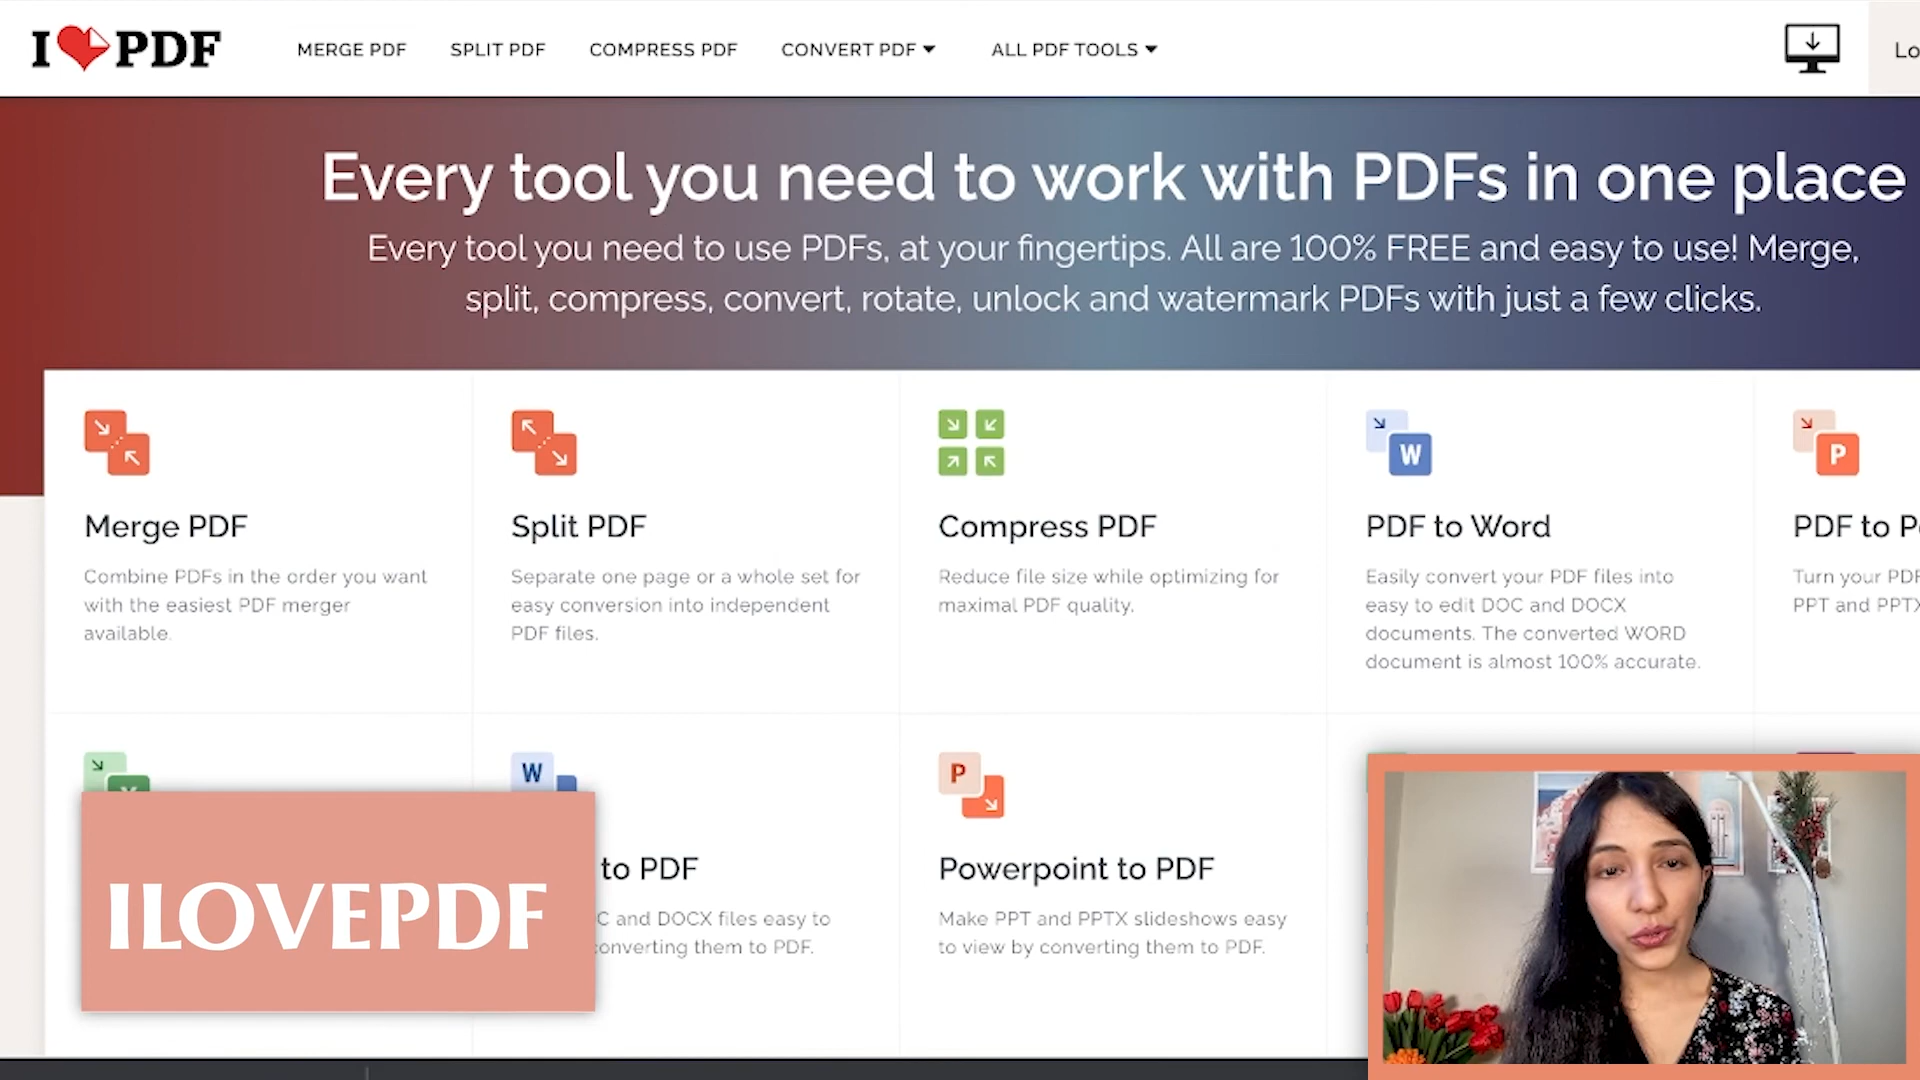 I PDF
MERGE PDF
SPLIT PDF
COMPRESS PDF
CONVERT PDF
ALL PDF TOOLS
Lo
Every tool you need to work with PDFs in one place
Every tool you need to use PDFs, at your fingertips. All are 100% FREE and easy to use! Merge,
split, compress, convert, rotate, unlock and watermark PDFs with just a few clicks.
Merge PDF
Combine PDFs in the order you want
with the easiest PDF merger
available.
Split PDF
Separate one page or a whole set for
easy conversion into independent
PDF files.
Compress PDF
Reduce file size while optimizing for
maximal PDF quality.
W
PDF to Word
Easily convert your PDF files into
easy to edit DOC and DOCX
documents. The converted WORD
document is almost 100% accurate.
P
PDF to P
Turn your PDF
PPT and PPTX
W
to PDF
C and DOCX files easy to
converting them to PDF.
P
Powerpoint to PDF
Make PPT and PPTX slideshows easy
to view by converting them to PDF.
ILOVEPDF